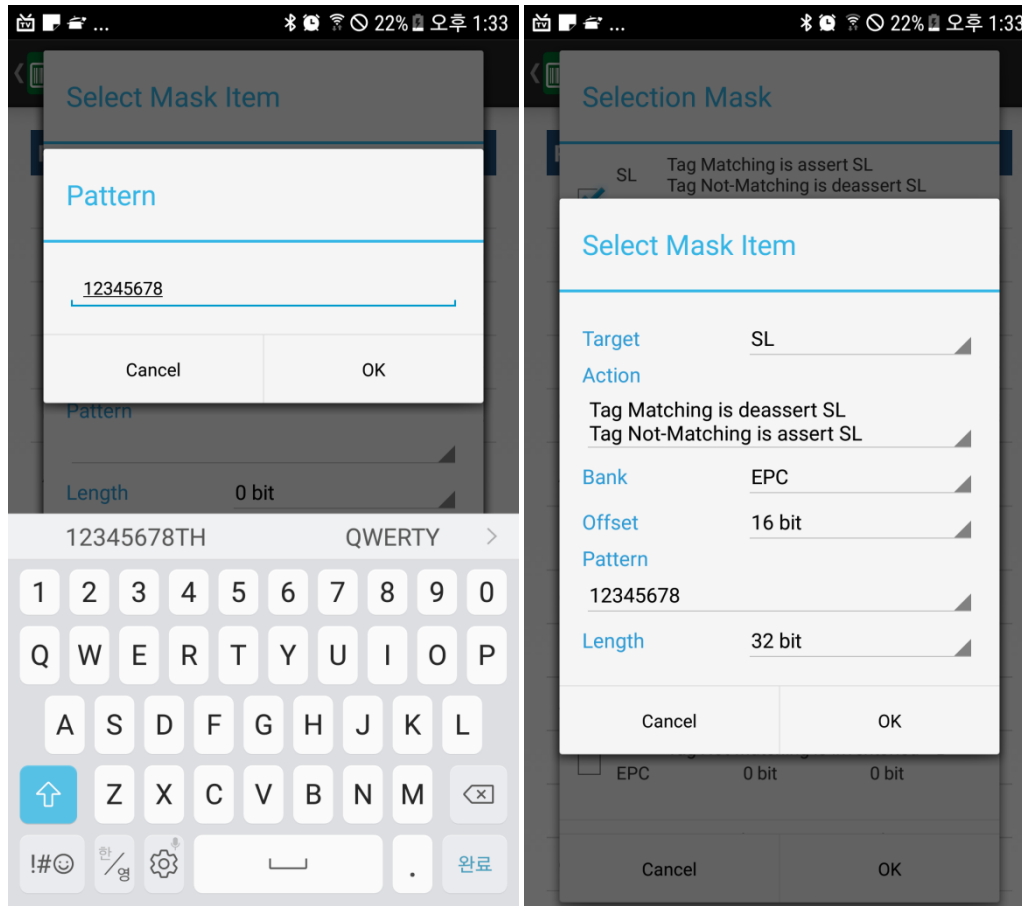 ... 22% 오후 1:33
Select Mask Item
Pattern
12345678
Cancel OK
Pattern
Length 0 bit
12345678TH QWERTY
1 2 3 4 5 6 7 8 9 0
Q W E R T Y U I O P
A S D F G H J K L
Z X C V B N M
!#☺ 한/영 . 완료
... 22% 오후 1:33
Selection Mask
SL Tag Matching is assert SL
Tag Not-Matching is deassert SL
Select Mask Item
Target SL
Action
Tag Matching is deassert SL
Tag Not-Matching is assert SL
Bank EPC
Offset 16 bit
Pattern
12345678
Length 32 bit
Cancel OK
EPC 0 bit 0 bit
Cancel OK